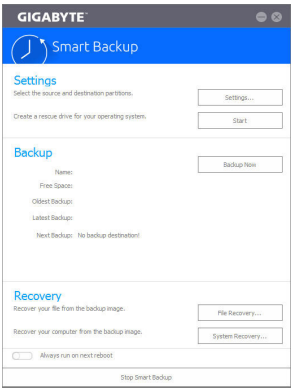 GIGABYTE™
Smart Backup
Settings
Select the source and destination partitions.
Settings...
Create a rescue drive for your operating system.
Start
Backup
Backup Now
Name:
Free Space:
Oldest Backup:
Latest Backup:
Next Backup: No backup destination!
Recovery
Recover your file from the backup image.
File Recovery...
Recover your computer from the backup image.
System Recovery...
Always run on next reboot
Stop Smart Backup